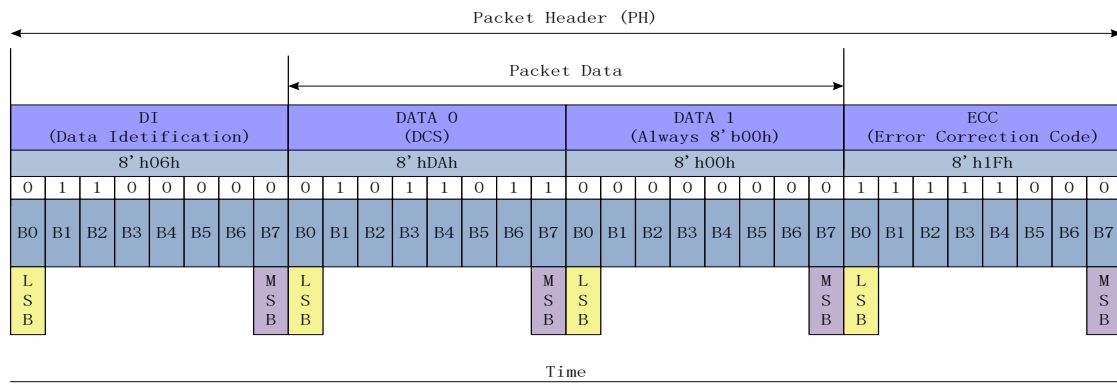 Packet Header (PH)
Packet Data
DI DATA 0 DATA 1 ECC
(Data Idetification) (DCS) (Always 8'b00h) (Error Correction Code)
8'h06h 8'hDAh 8'h00h 8'h1Fh
0 1 1 0 0 0 0 0 0 1 0 1 1 0 1 1 0 0 0 0 0 0 0 0 1 1 1 1 1 0 0 0
B0 B1 B2 B3 B4 B5 B6 B7 B0 B1 B2 B3 B4 B5 B6 B7 B0 B1 B2 B3 B4 B5 B6 B7 B0 B1 B2 B3 B4 B5 B6 B7
L M L M L M L M
S S S S S S S S
B B B B B B B B
Time